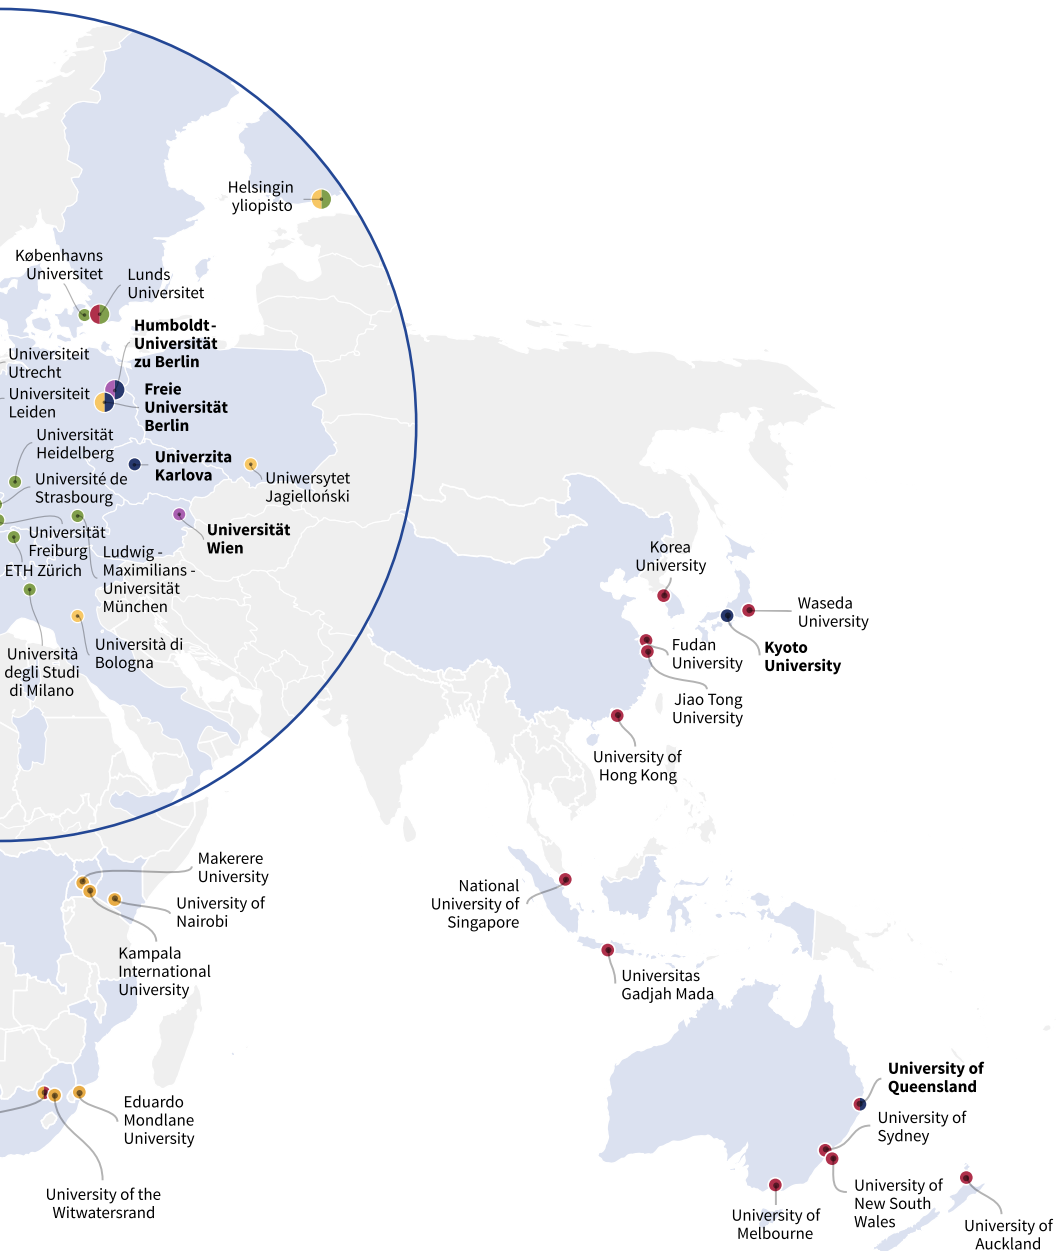 Helsingin
yliopisto
Københavns
Universitet
Lunds
Universitet
Humboldt-
Universität
zu Berlin
Universiteit
Utrecht
Freie
Universität
Berlin
Universiteit
Leiden
Universität
Heidelberg
Univerzita
Karlova
Université de
Strasbourg
Uniwersytet
Jagielloński
Universität
Freiburg
Universität
Wien
ETH Zürich
Ludwig -
Maximilians -
Universität
München
Università di
Bologna
Università
degli Studi
di Milano
Korea
University
Waseda
University
Fudan
University
Kyoto
University
Jiao Tong
University
University of
Hong Kong
Makerere
University
University of
Nairobi
National
University of
Singapore
Kampala
International
University
Universitas
Gadjah Mada
University of
Queensland
Eduardo
Mondlane
University
University of
Sydney
University of the
Witwatersrand
University of
New South
Wales
University of
Melbourne
University of
Auckland